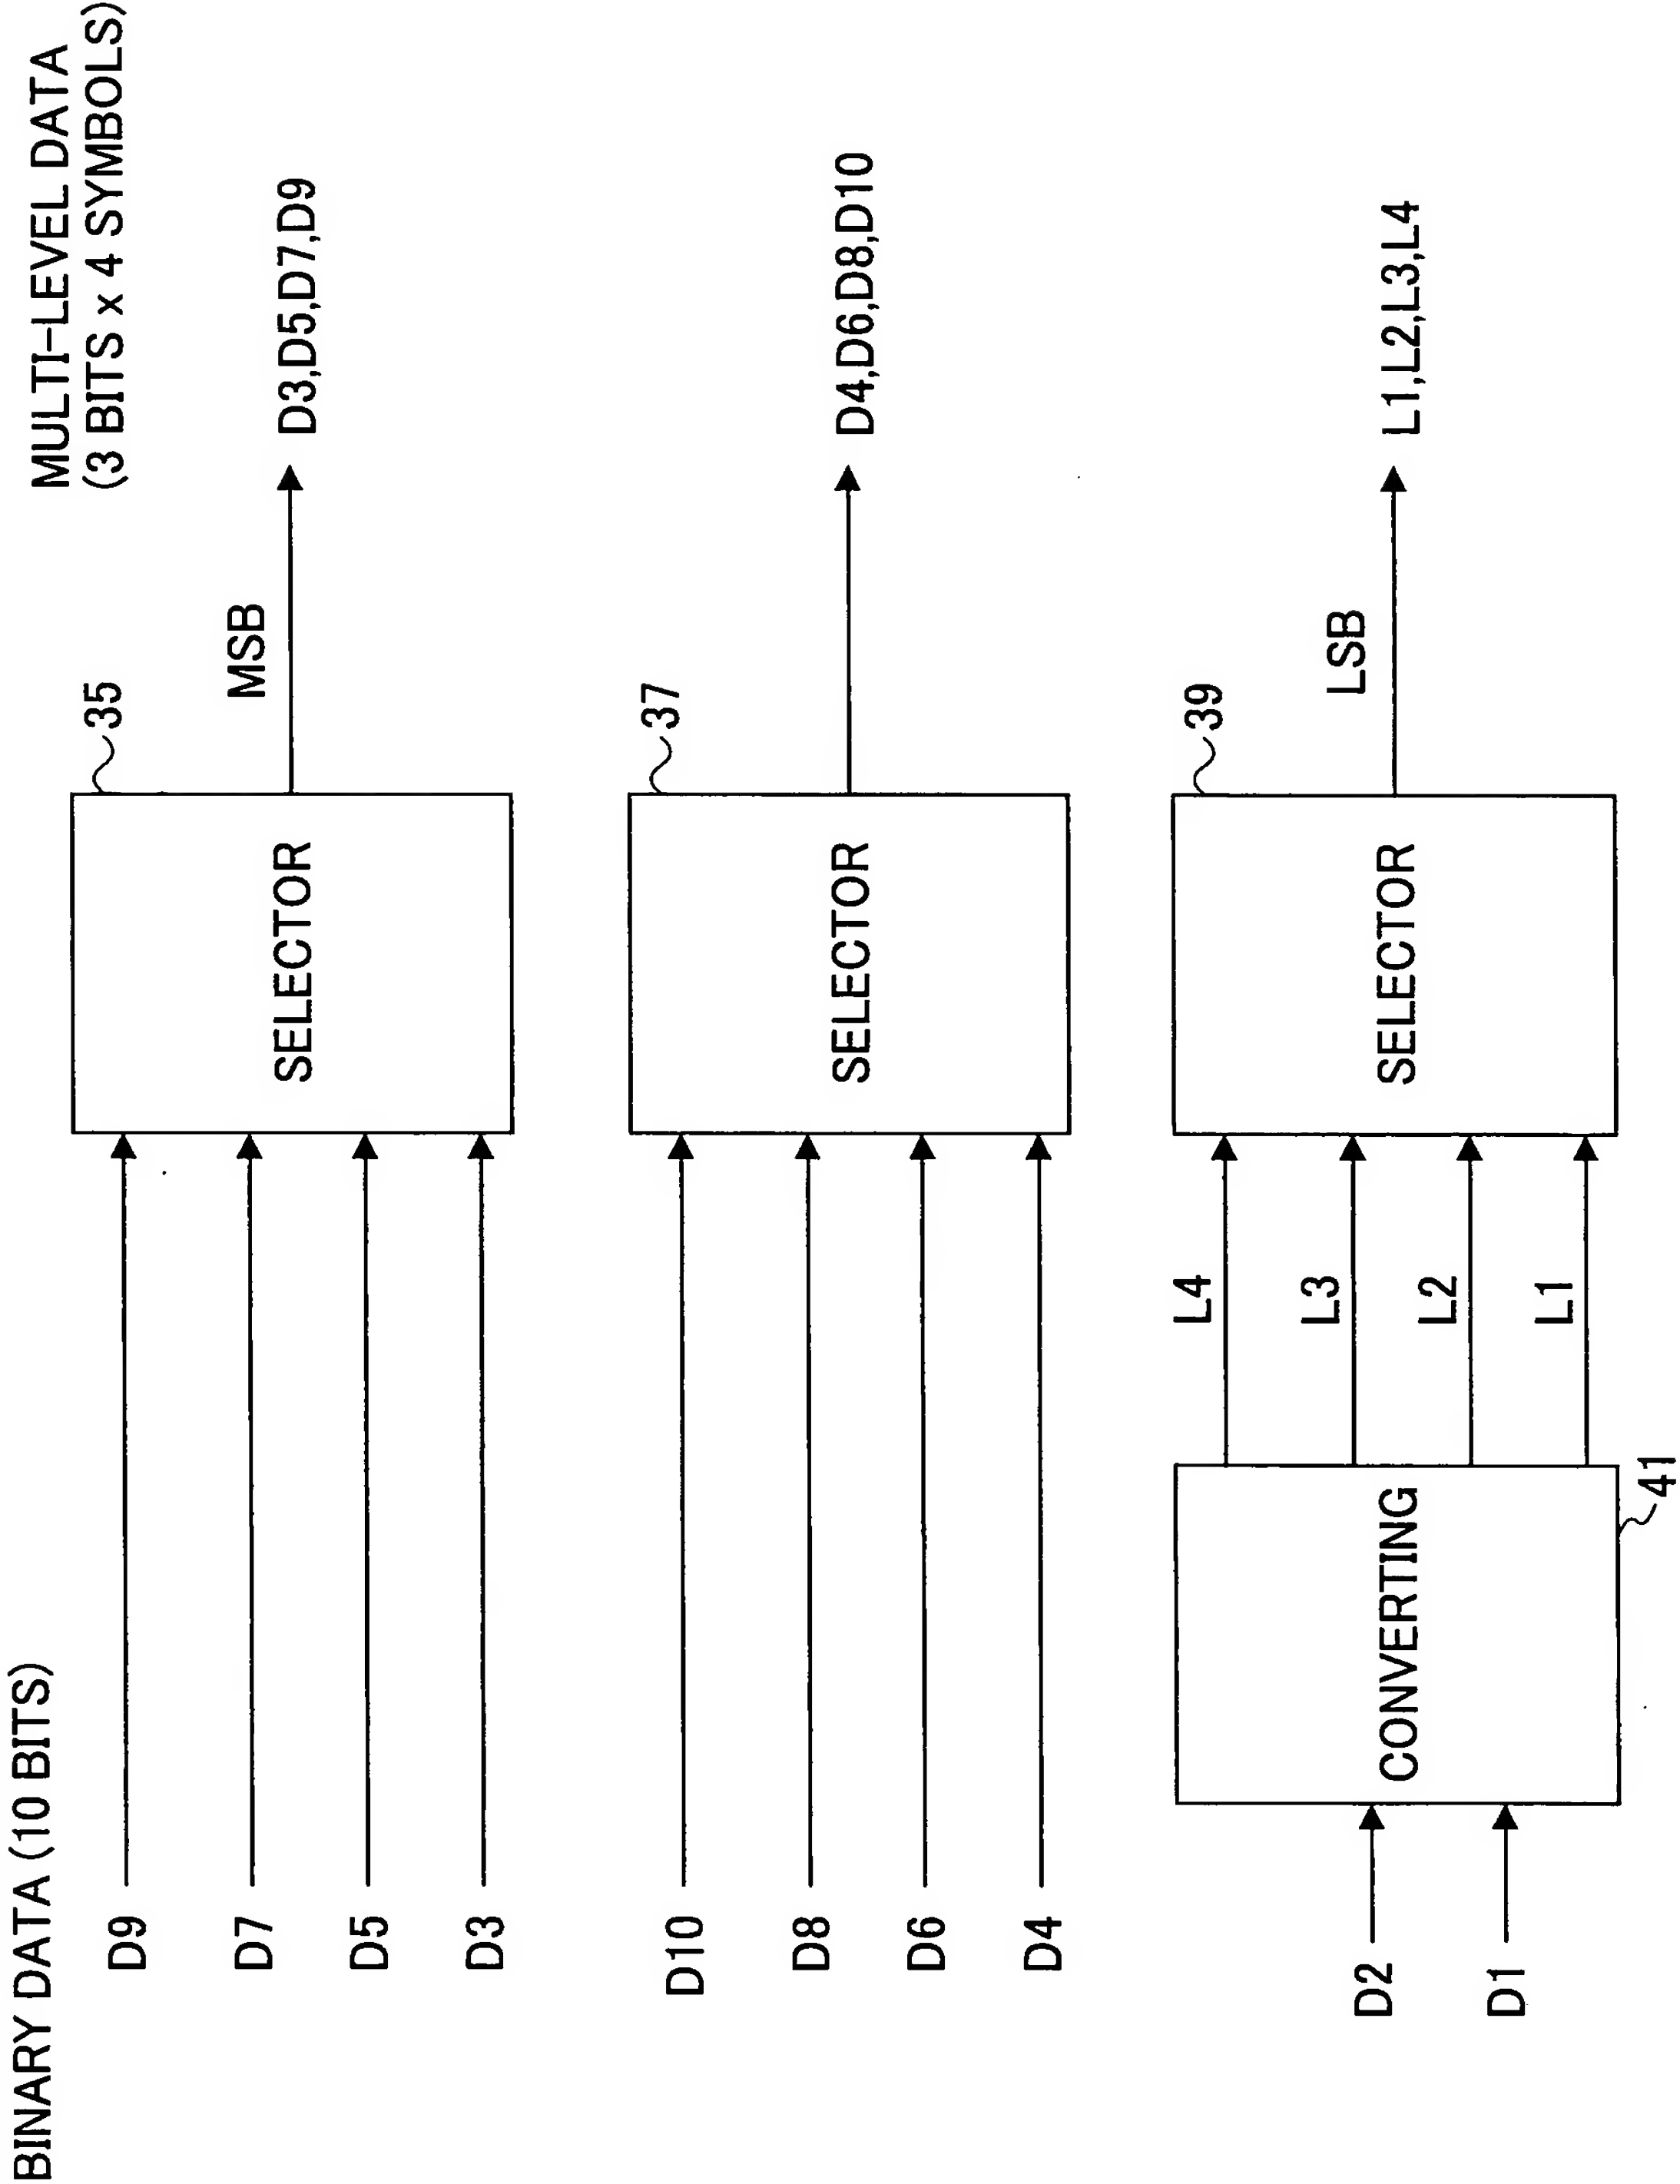 BINARY DATA (10 BITS)
MULTI-LEVEL DATA
(3 BITS x 4 SYMBOLS)
D9
D7
D5
D3
SELECTOR
35
MSB
D3,D5,D7,D9
D10
D8
D6
D4
SELECTOR
37
D4,D6,D8,D10
D2
D1
CONVERTING
41
L4
L3
L2
L1
SELECTOR
39
LSB
L1,L2,L3,L4